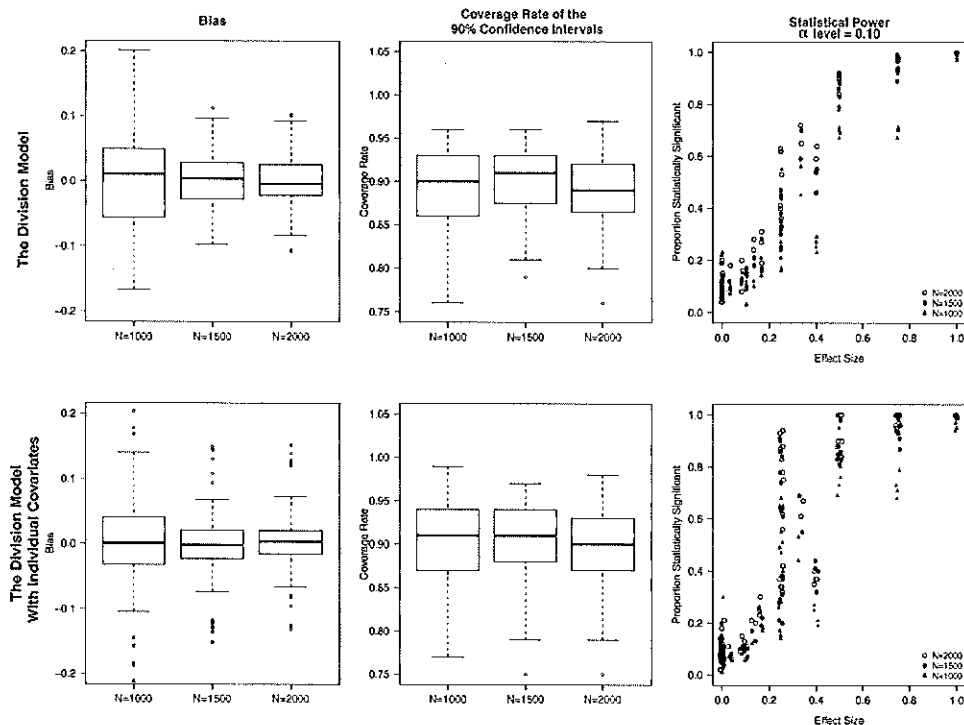 Bias
Coverage Rate of the
90% Confidence Intervals
Statistical Power
α level = 0.10
The Division Model
Bias
0.2
0.1
0.0
−0.1
−0.2
N=1000 N=1500 N=2000
Coverage Rate
1.05
1.00
0.95
0.90
0.85
0.80
0.75
N=1000 N=1500 N=2000
Proportion Statistically Significant
1.0
0.8
0.6
0.4
0.2
0.0
N=2000
N=1500
N=1000
0.0 0.2 0.4 0.6 0.8 1.0
Effect Size
The Division Model
With Individual Covariates
Bias
0.2
0.1
0.0
−0.1
−0.2
N=1000 N=1500 N=2000
Coverage Rate
1.05
1.00
0.95
0.90
0.85
0.80
0.75
N=1000 N=1500 N=2000
Proportion Statistically Significant
1.0
0.8
0.6
0.4
0.2
0.0
N=2000
N=1500
N=1000
0.0 0.2 0.4 0.6 0.8 1.0
Effect Size